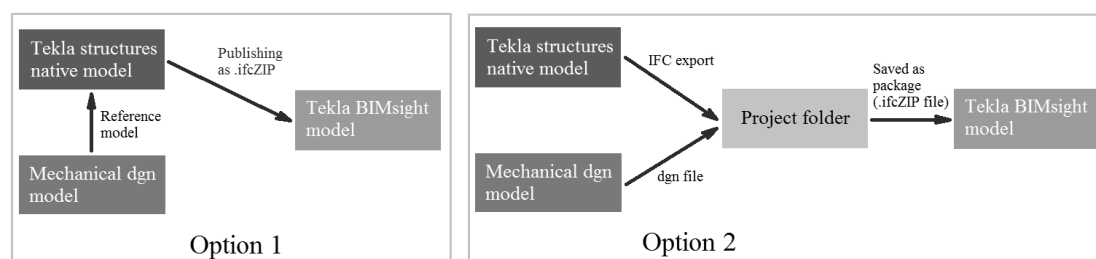 Tekla structures
native model
Publishing
as .ifcZIP
Reference
model
Tekla BIMsight
model
Mechanical dgn
model
Option 1
Tekla structures
native model
IFC export
Saved as
package
(.ifcZIP file)
Project folder
Tekla BIMsight
model
Mechanical dgn
model
dgn file
Option 2